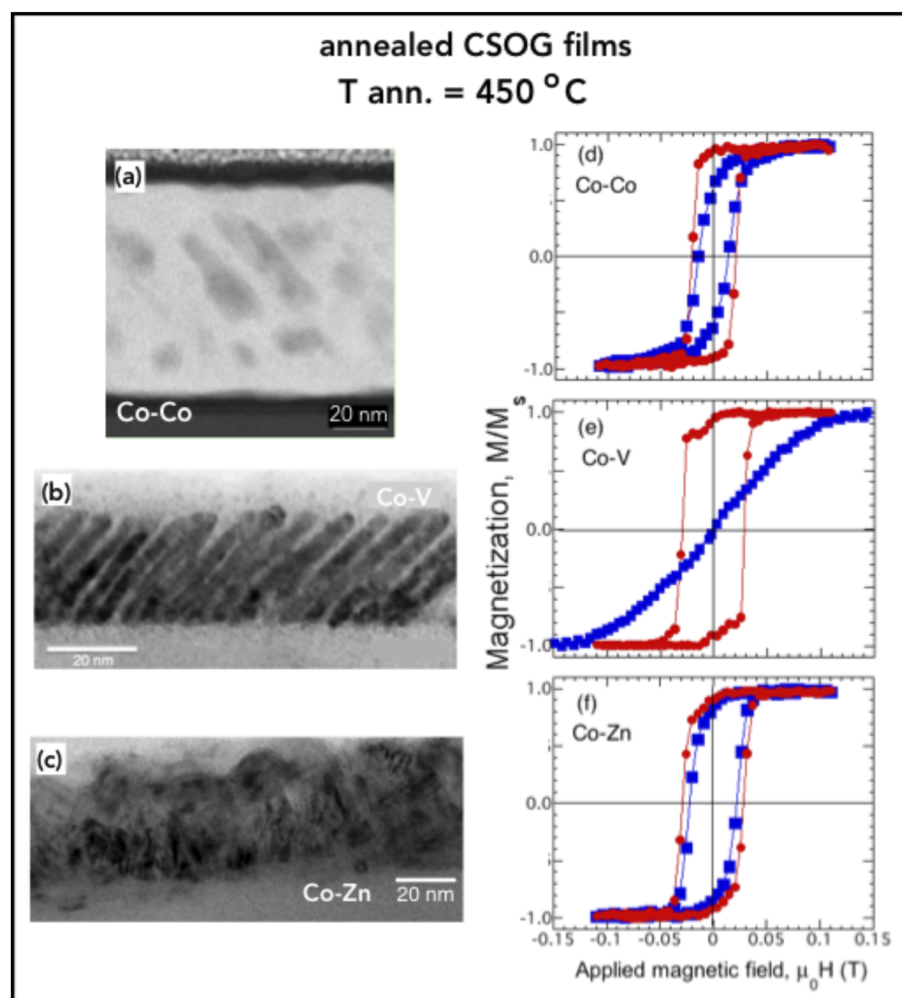 annealed CSOG films
T ann. = 450 °C
(a)
Co-Co
20 nm
(b)
Co-V
20 nm
(c)
Co-Zn
20 nm
(d)
Co-Co
1.0
0.0
-1.0
(e)
Co-V
1.0
0.0
-1.0
(f)
Co-Zn
1.0
0.0
-1.0
Magnetization, M/Ms
-0.15 -0.1 -0.05 0 0.05 0.1 0.15
Applied magnetic field, μ0H (T)